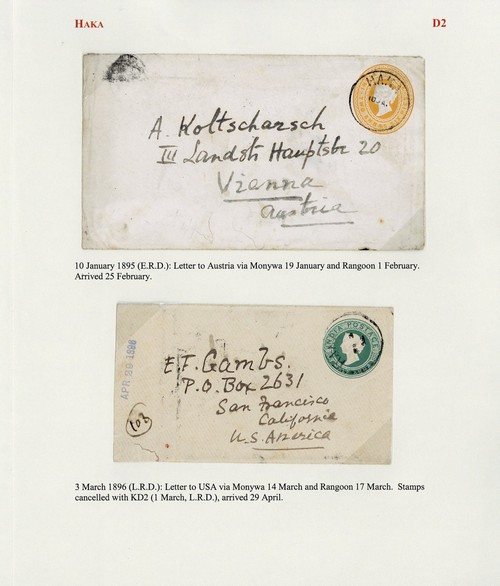 HAKA D2
HAKA
A. Koltscharsch
III Landstr Hauptstr 20
Vienna
Austria
10 January 1895 (E.R.D.): Letter to Austria via Monywa 19 January and Rangoon 1 February.
Arrived 25 February.
INDIA POSTAGE
APR 29 1896
E.F. Gambs.
P.O. Box 2631
San Francisco
California
U.S. America
103
3 March 1896 (L.R.D.): Letter to USA via Monywa 14 March and Rangoon 17 March. Stamps
cancelled with KD2 (1 March, L.R.D.), arrived 29 April.